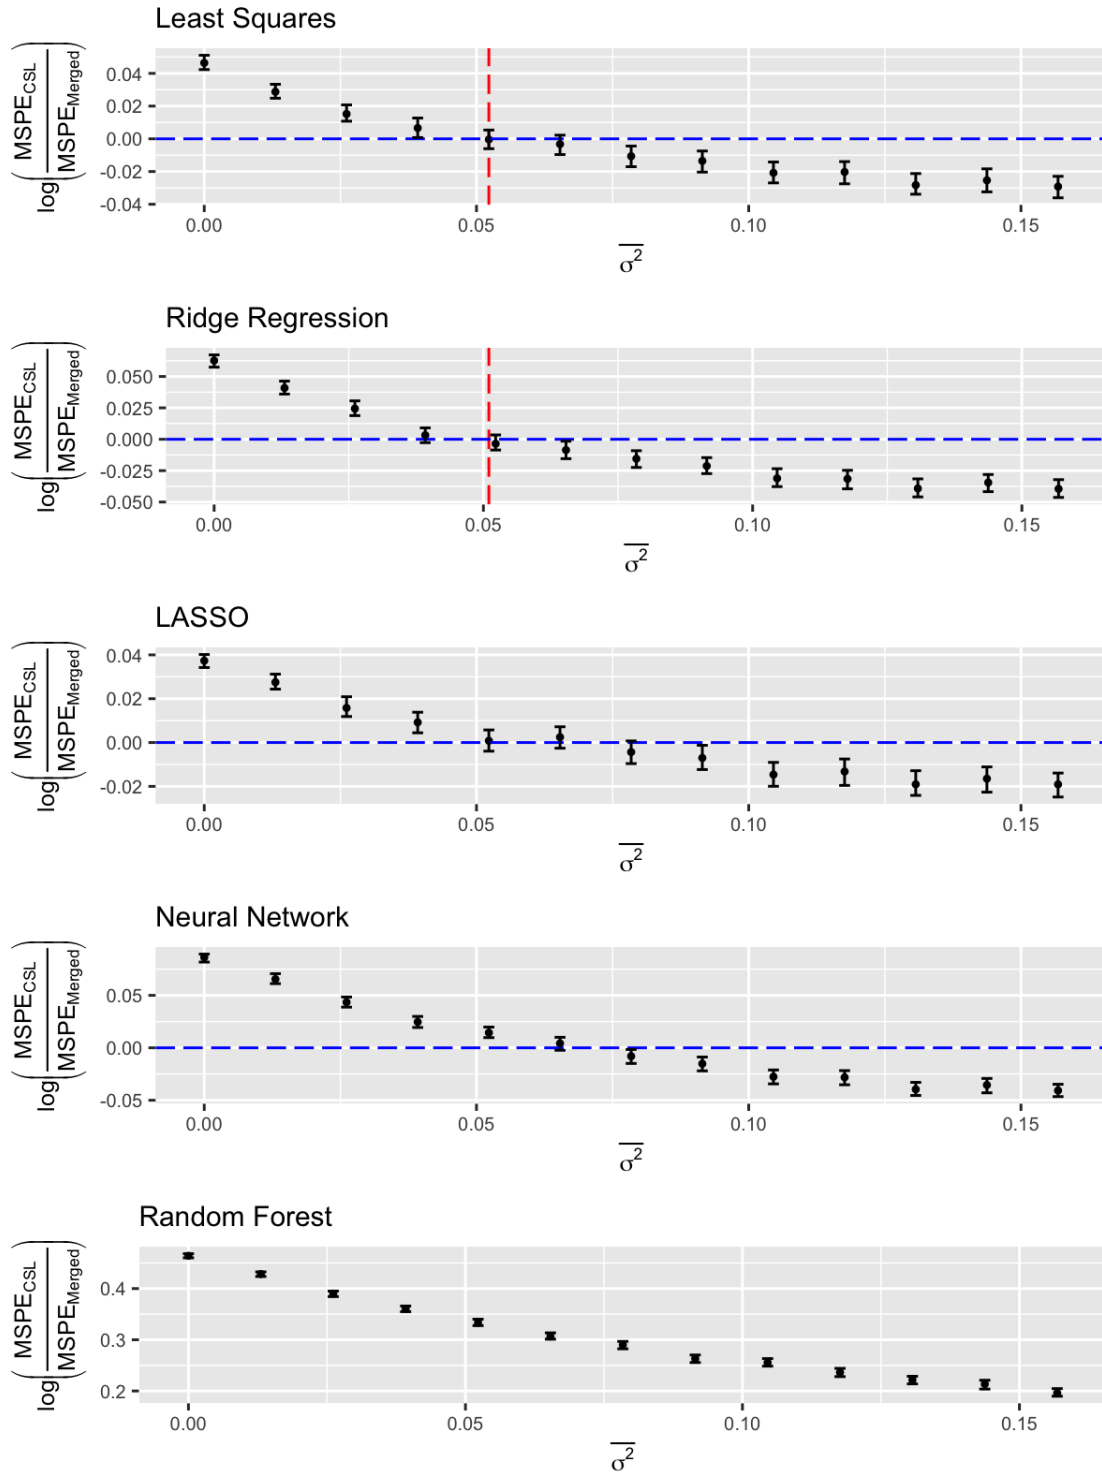 Least Squares
log(MSPE_CSL / MSPE_Merged)
0.04
0.02
0.00
-0.02
-0.04
0.00 0.05 0.10 0.15
σ²
Ridge Regression
log(MSPE_CSL / MSPE_Merged)
0.050
0.025
0.000
-0.025
-0.050
0.00 0.05 0.10 0.15
σ²
LASSO
log(MSPE_CSL / MSPE_Merged)
0.04
0.02
0.00
-0.02
0.00 0.05 0.10 0.15
σ²
Neural Network
log(MSPE_CSL / MSPE_Merged)
0.05
0.00
-0.05
0.00 0.05 0.10 0.15
σ²
Random Forest
log(MSPE_CSL / MSPE_Merged)
0.4
0.3
0.2
0.00 0.05 0.10 0.15
σ²